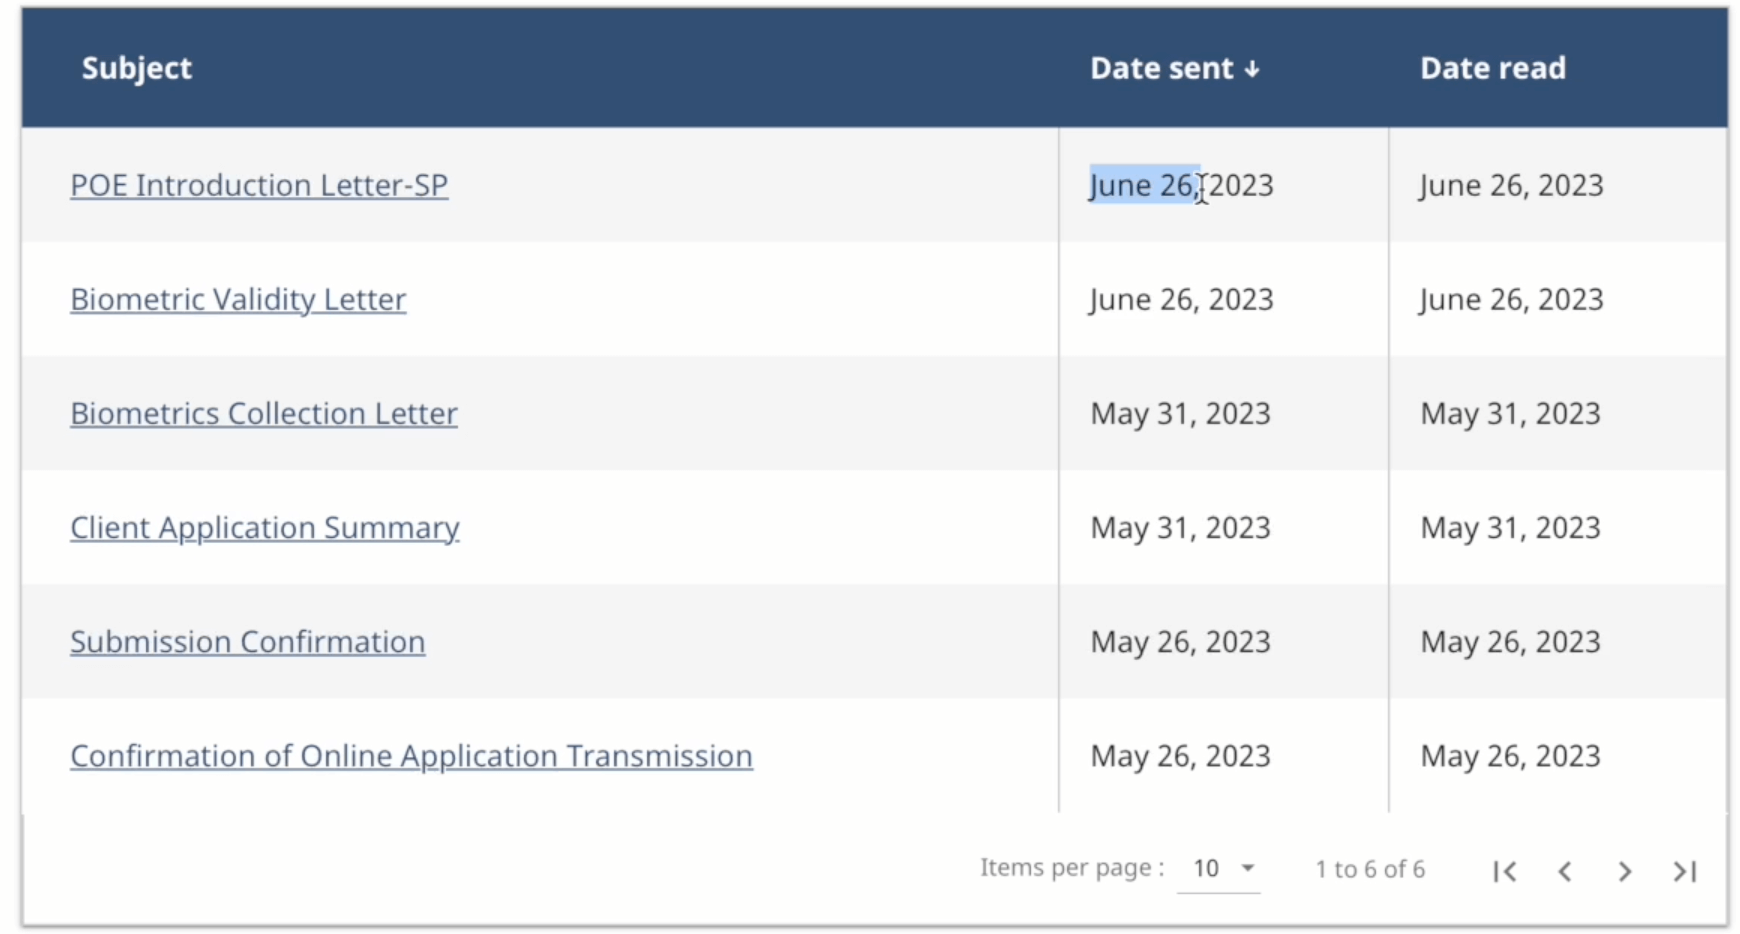 Subject Date sent ↓ Date read
POE Introduction Letter-SP June 26, 2023 June 26, 2023
Biometric Validity Letter June 26, 2023 June 26, 2023
Biometrics Collection Letter May 31, 2023 May 31, 2023
Client Application Summary May 31, 2023 May 31, 2023
Submission Confirmation May 26, 2023 May 26, 2023
Confirmation of Online Application Transmission May 26, 2023 May 26, 2023
Items per page : 10 1 to 6 of 6